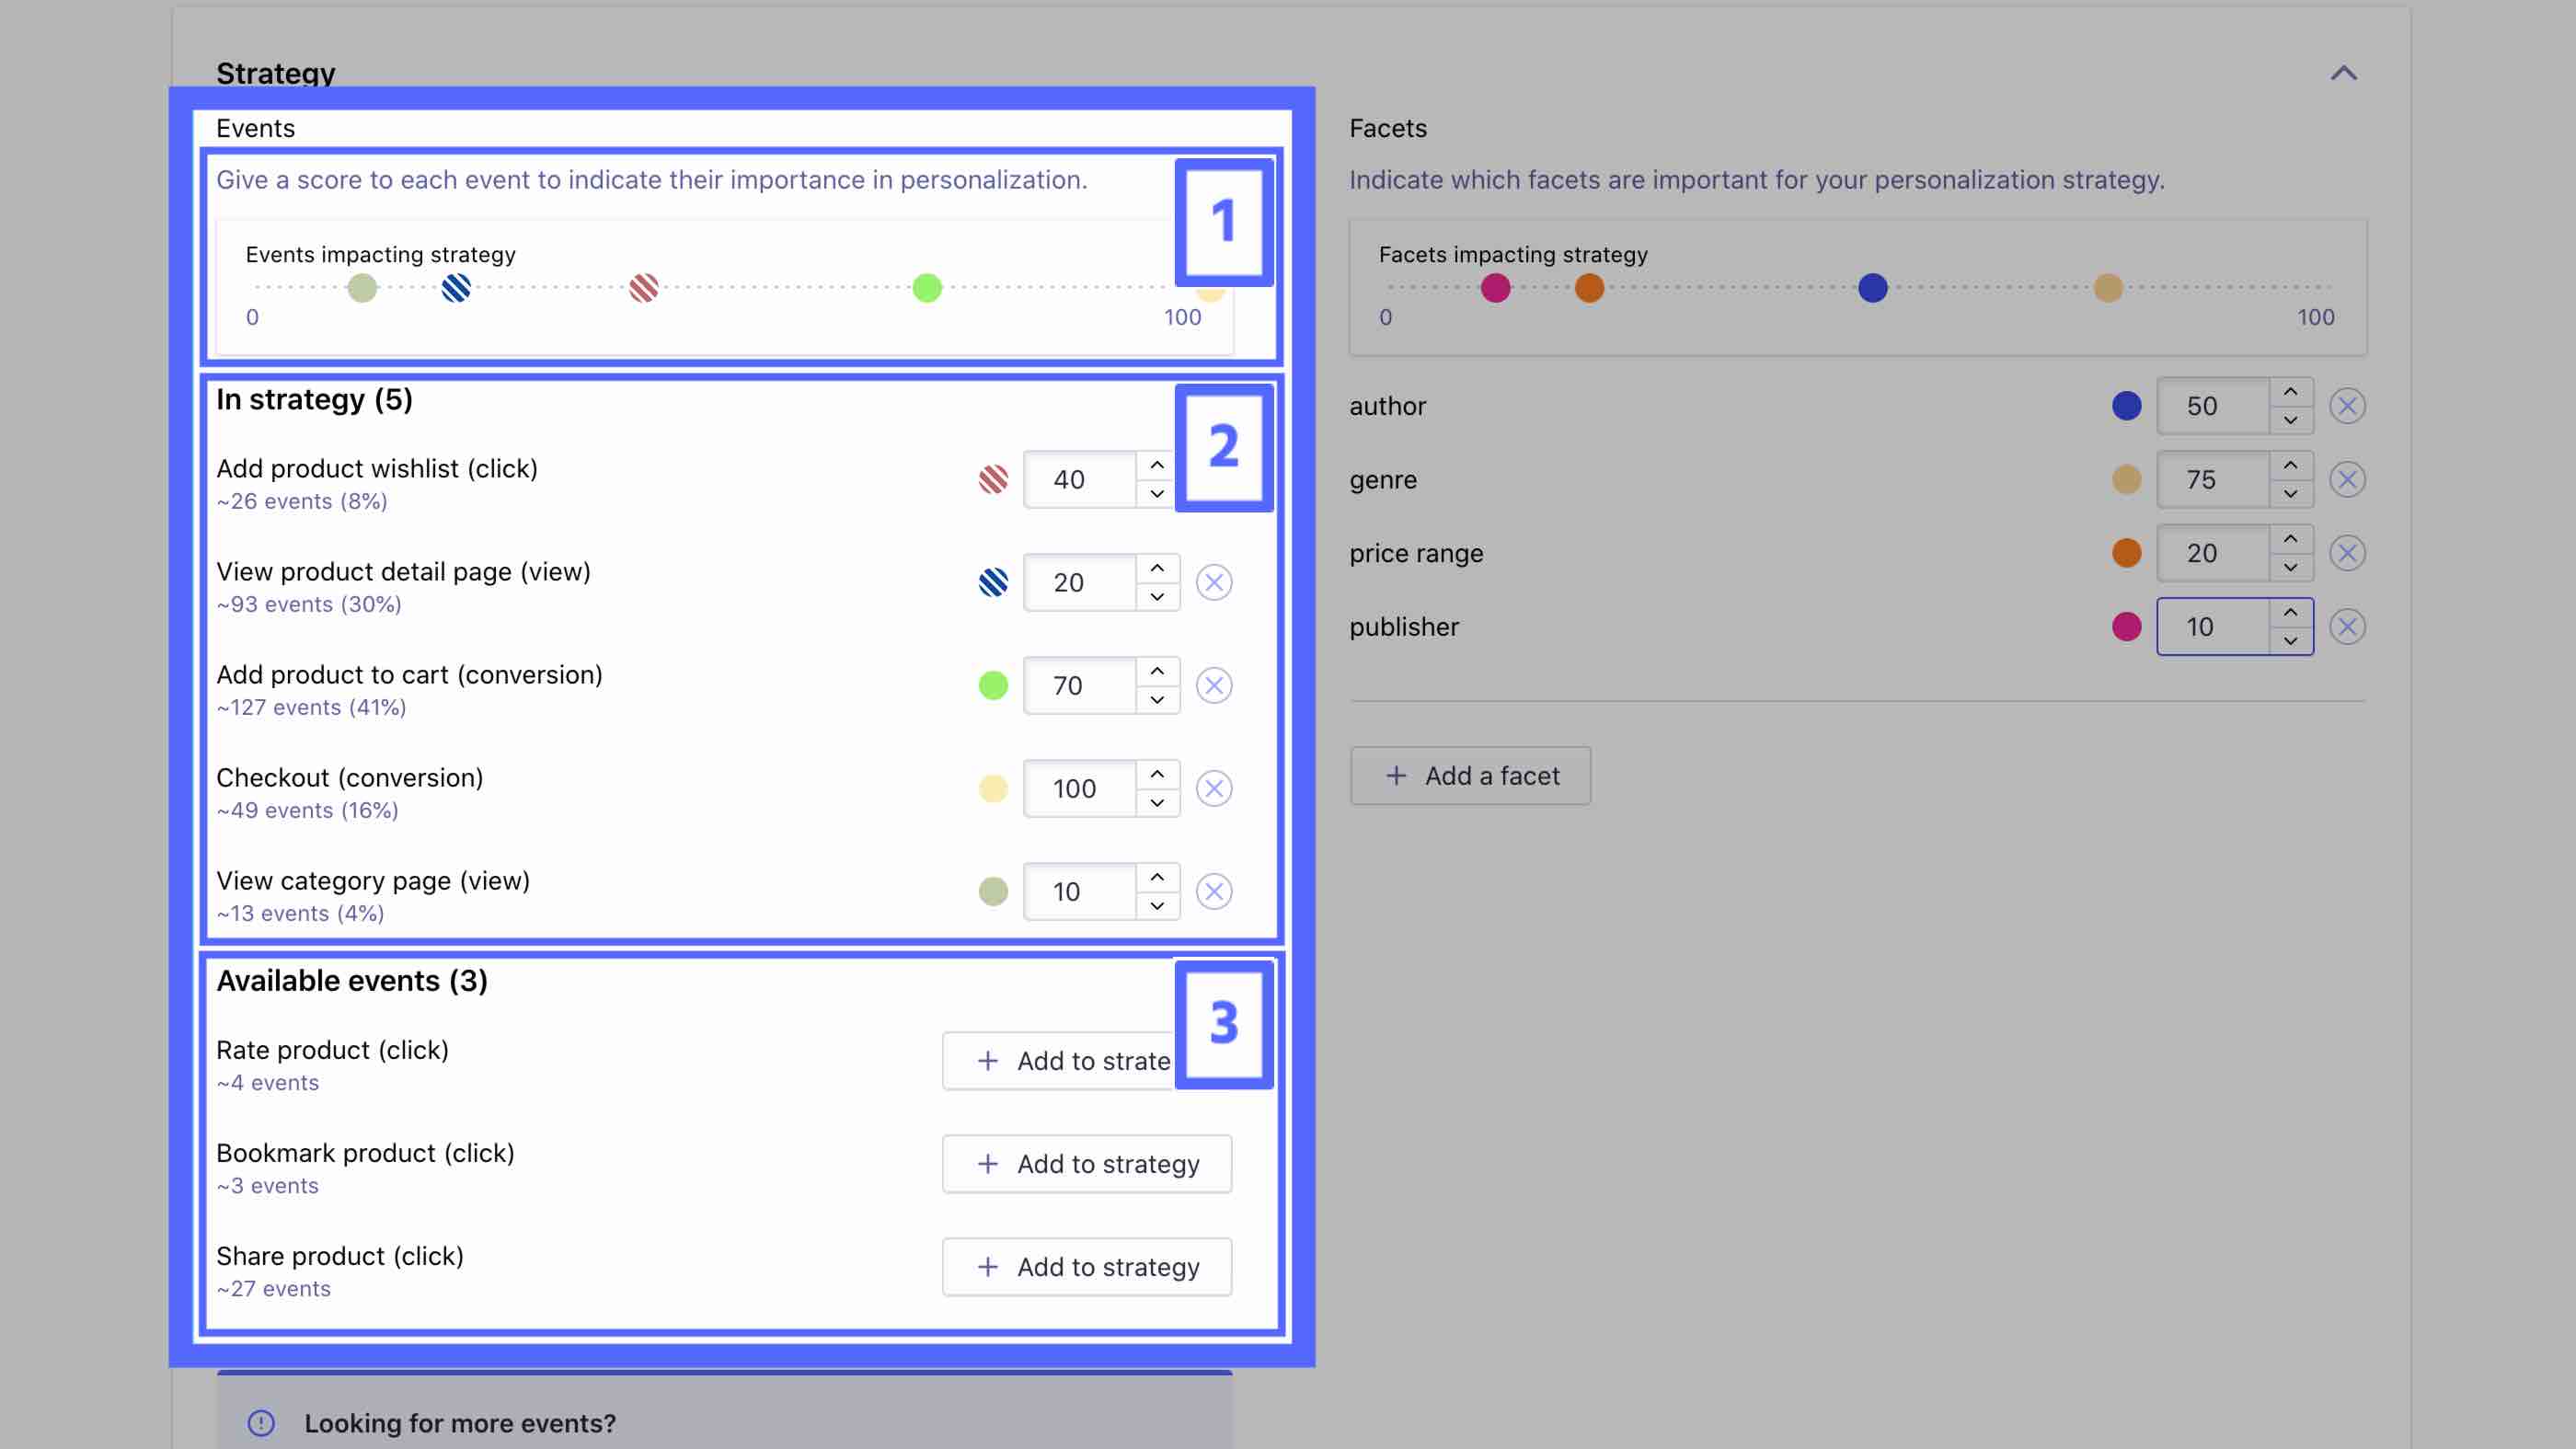 Strategy
Events
Give a score to each event to indicate their importance in personalization.
1
Events impacting strategy
0
100
In strategy (5)
2
Add product wishlist (click)
40
~26 events (8%)
View product detail page (view)
20
~93 events (30%)
Add product to cart (conversion)
70
~127 events (41%)
Checkout (conversion)
100
~49 events (16%)
View category page (view)
10
~13 events (4%)
Available events (3)
3
Rate product (click)
+ Add to strate
~4 events
Bookmark product (click)
+ Add to strategy
~3 events
Share product (click)
+ Add to strategy
~27 events
Looking for more events?
Facets
Indicate which facets are important for your personalization strategy.
Facets impacting strategy
0
100
author
50
genre
75
price range
20
publisher
10
+ Add a facet